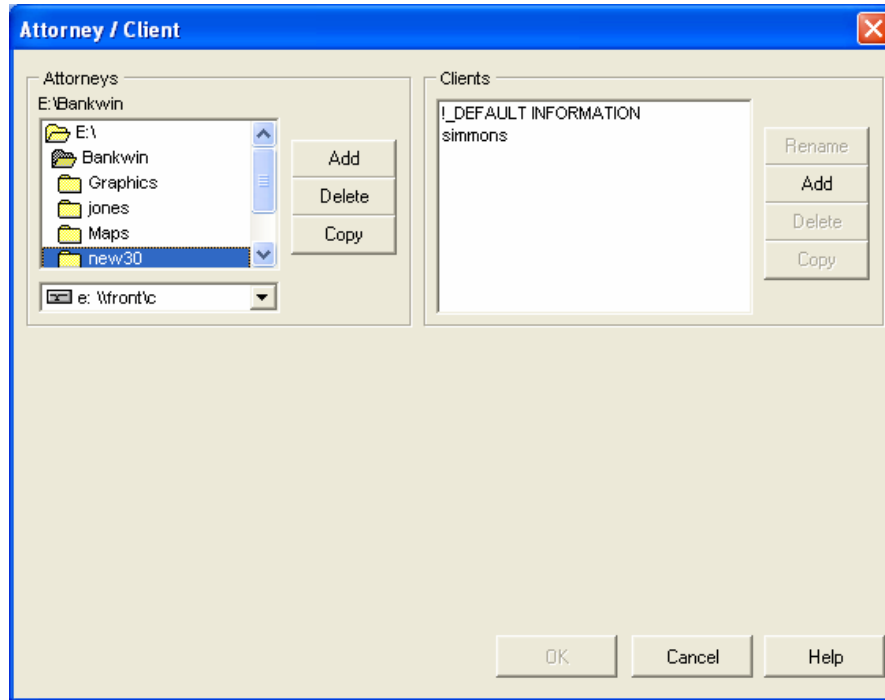 Attorney / Client
Attorneys
E:\Bankwin
E:\
Bankwin
Graphics
jones
Maps
new30
e: \\front\c
Add
Delete
Copy
Clients
!_DEFAULT INFORMATION
simmons
Rename
Add
Delete
Copy
OK
Cancel
Help